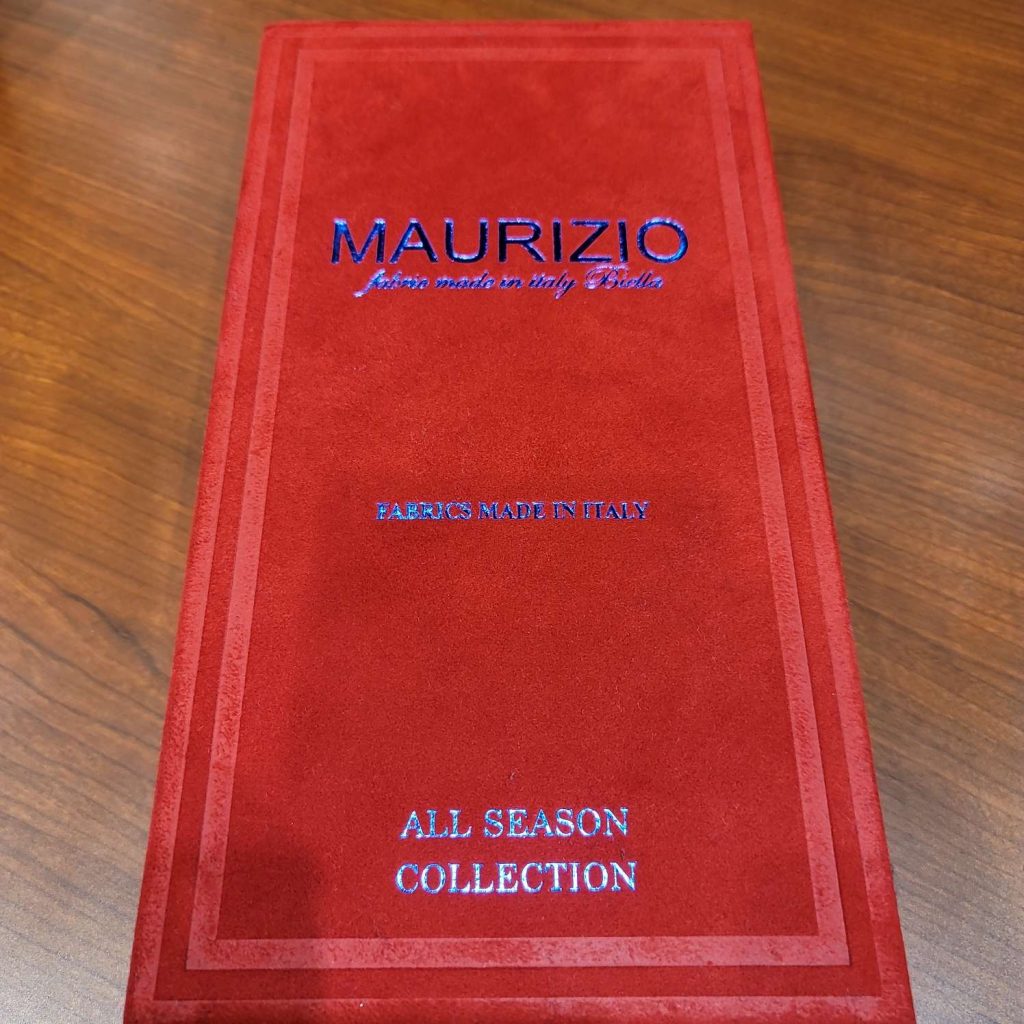 MAURIZIO
fabric made in italy Biella
FABRICS MADE IN ITALY
ALL SEASON
COLLECTION